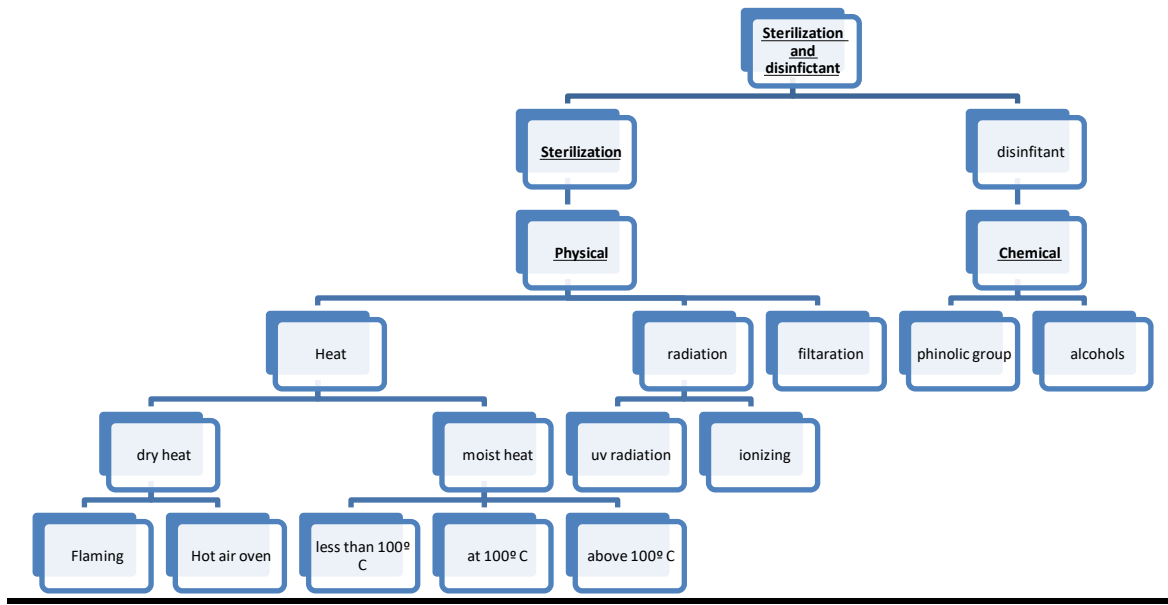 Sterilization
and
disinfictant
Sterilization
disinfitant
Physical
Chemical
Heat
radiation
filtaration
phinolic group
alcohols
dry heat
moist heat
uv radiation
ionizing
Flaming
Hot air oven
less than 100º
C
at 100º C
above 100º C